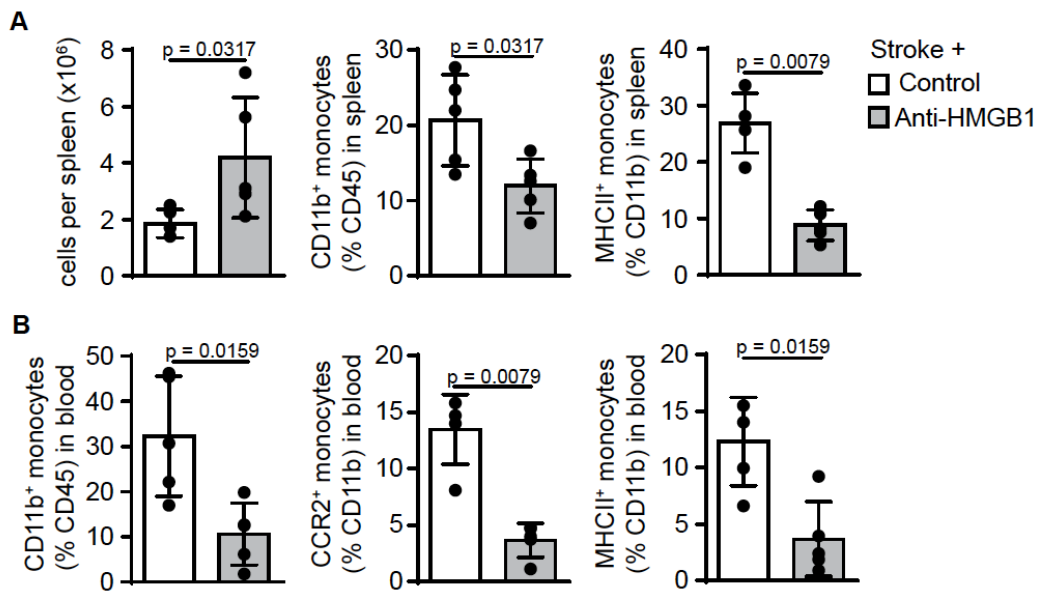 A
cells per spleen (x10⁶)
8
6
4
2
0
p = 0.0317
CD11b⁺ monocytes
(% CD45) in spleen
30
20
10
0
p = 0.0317
MHCII⁺ monocytes
(% CD11b) in spleen
40
30
20
10
0
p = 0.0079
Stroke +
Control
Anti-HMGB1
B
CD11b⁺ monocytes
(% CD45) in blood
50
40
30
20
10
0
p = 0.0159
CCR2⁺ monocytes
(% CD11b) in blood
20
15
10
5
0
p = 0.0079
MHCII⁺ monocytes
(% CD11b) in blood
20
15
10
5
0
p = 0.0159